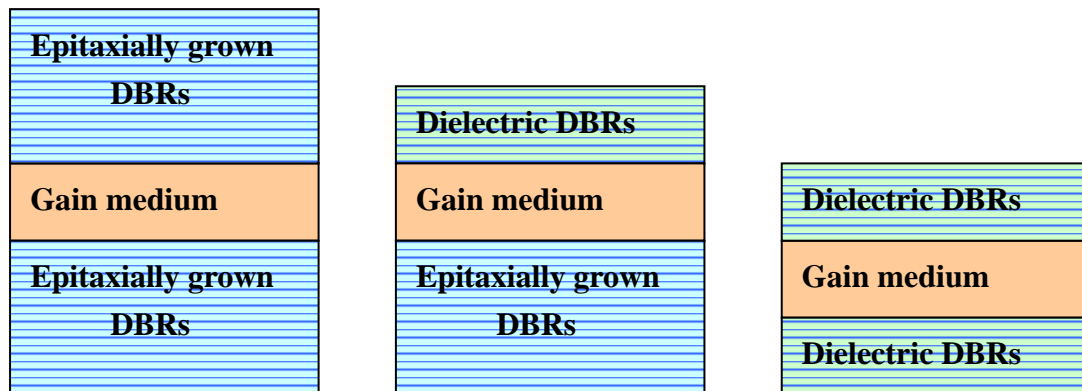 Epitaxially grown
DBRs
Gain medium
Epitaxially grown
DBRs
Dielectric DBRs
Gain medium
Epitaxially grown
DBRs
Dielectric DBRs
Gain medium
Dielectric DBRs